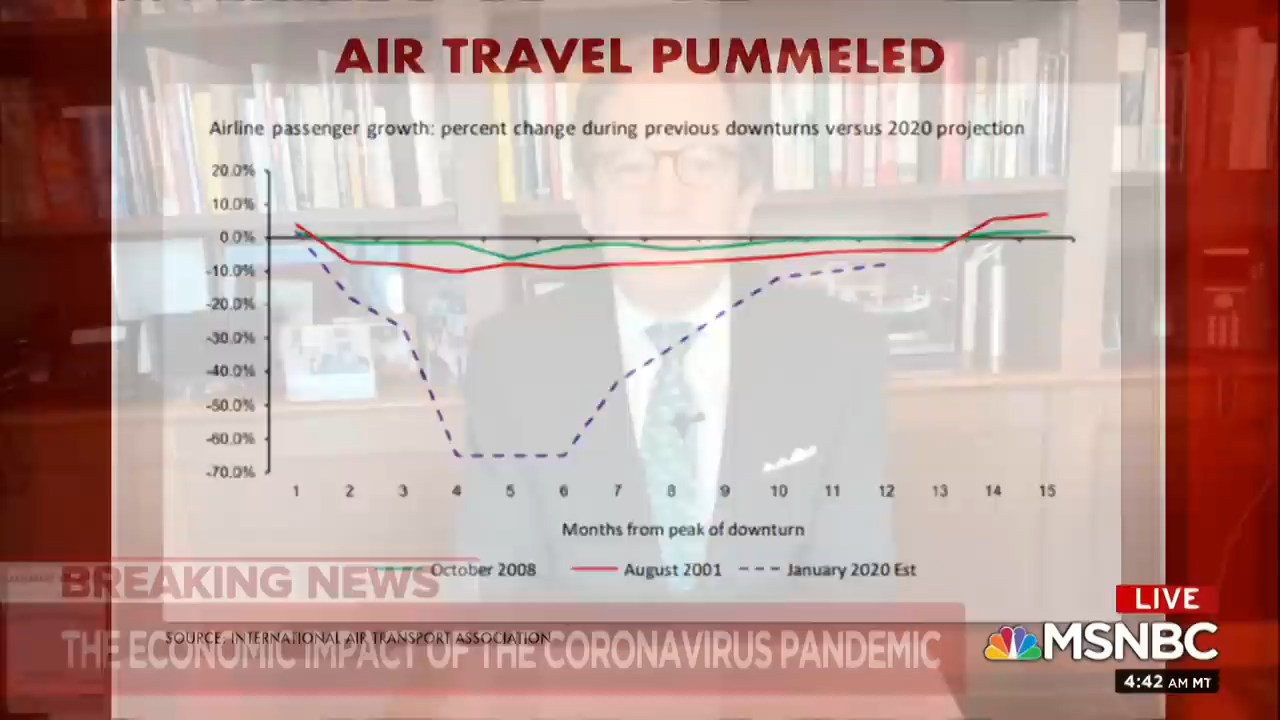 AIR TRAVEL PUMMELED
Airline passenger growth: percent change during previous downturns versus 2020 projection
20.0%
10.0%
0.0%
-10.0%
-20.0%
-30.0%
-40.0%
-50.0%
-60.0%
-70.0%
1 2 3 4 5 6 7 8 9 10 11 12 13 14 15
Months from peak of downturn
October 2008 August 2001 January 2020 Est
BREAKING NEWS
SOURCE: INTERNATIONAL AIR TRANSPORT ASSOCIATION
THE ECONOMIC IMPACT OF THE CORONAVIRUS PANDEMIC
LIVE
MSNBC
4:42 AM MT